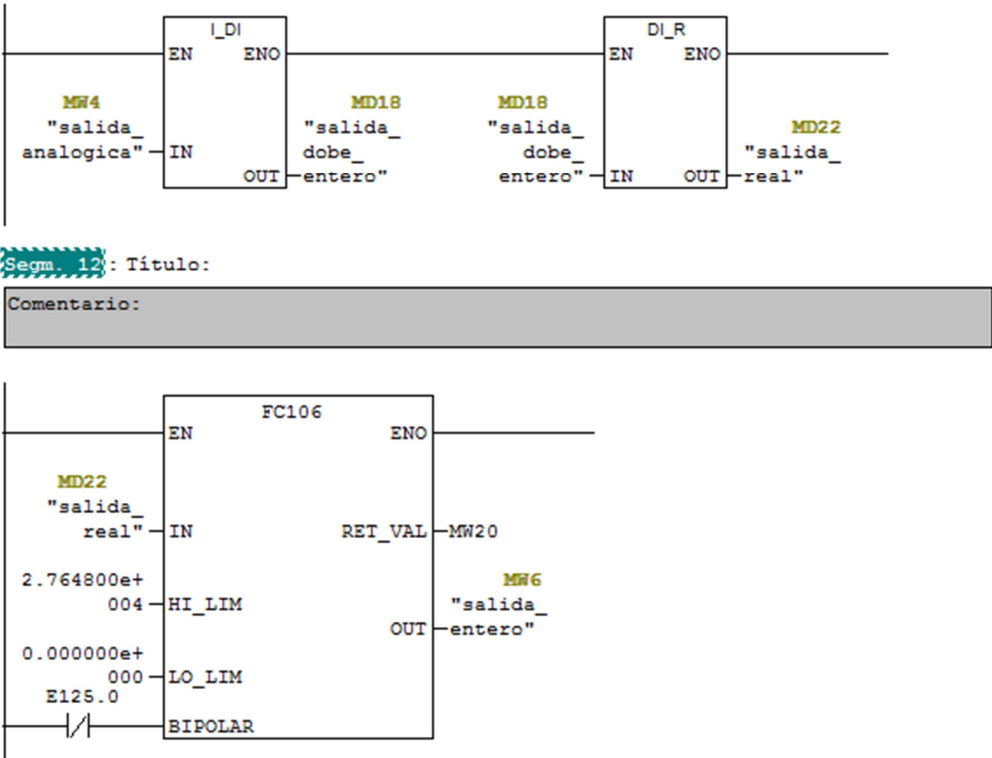 I_DI
DI_R
EN ENO
EN ENO
MW4
MD18
MD18
"salida_
"salida_
"salida_
MD22
analogica"
IN
dobe_
dobe_
"salida_
OUT
entero"
entero"
IN
OUT
real"
Segm. 12: Título:
Comentario:
FC106
EN ENO
MD22
"salida_
real"
IN
RET_VAL
MW20
2.764800e+
MW6
004
HI_LIM
"salida_
OUT
entero"
0.000000e+
000
LO_LIM
E125.0
BIPOLAR